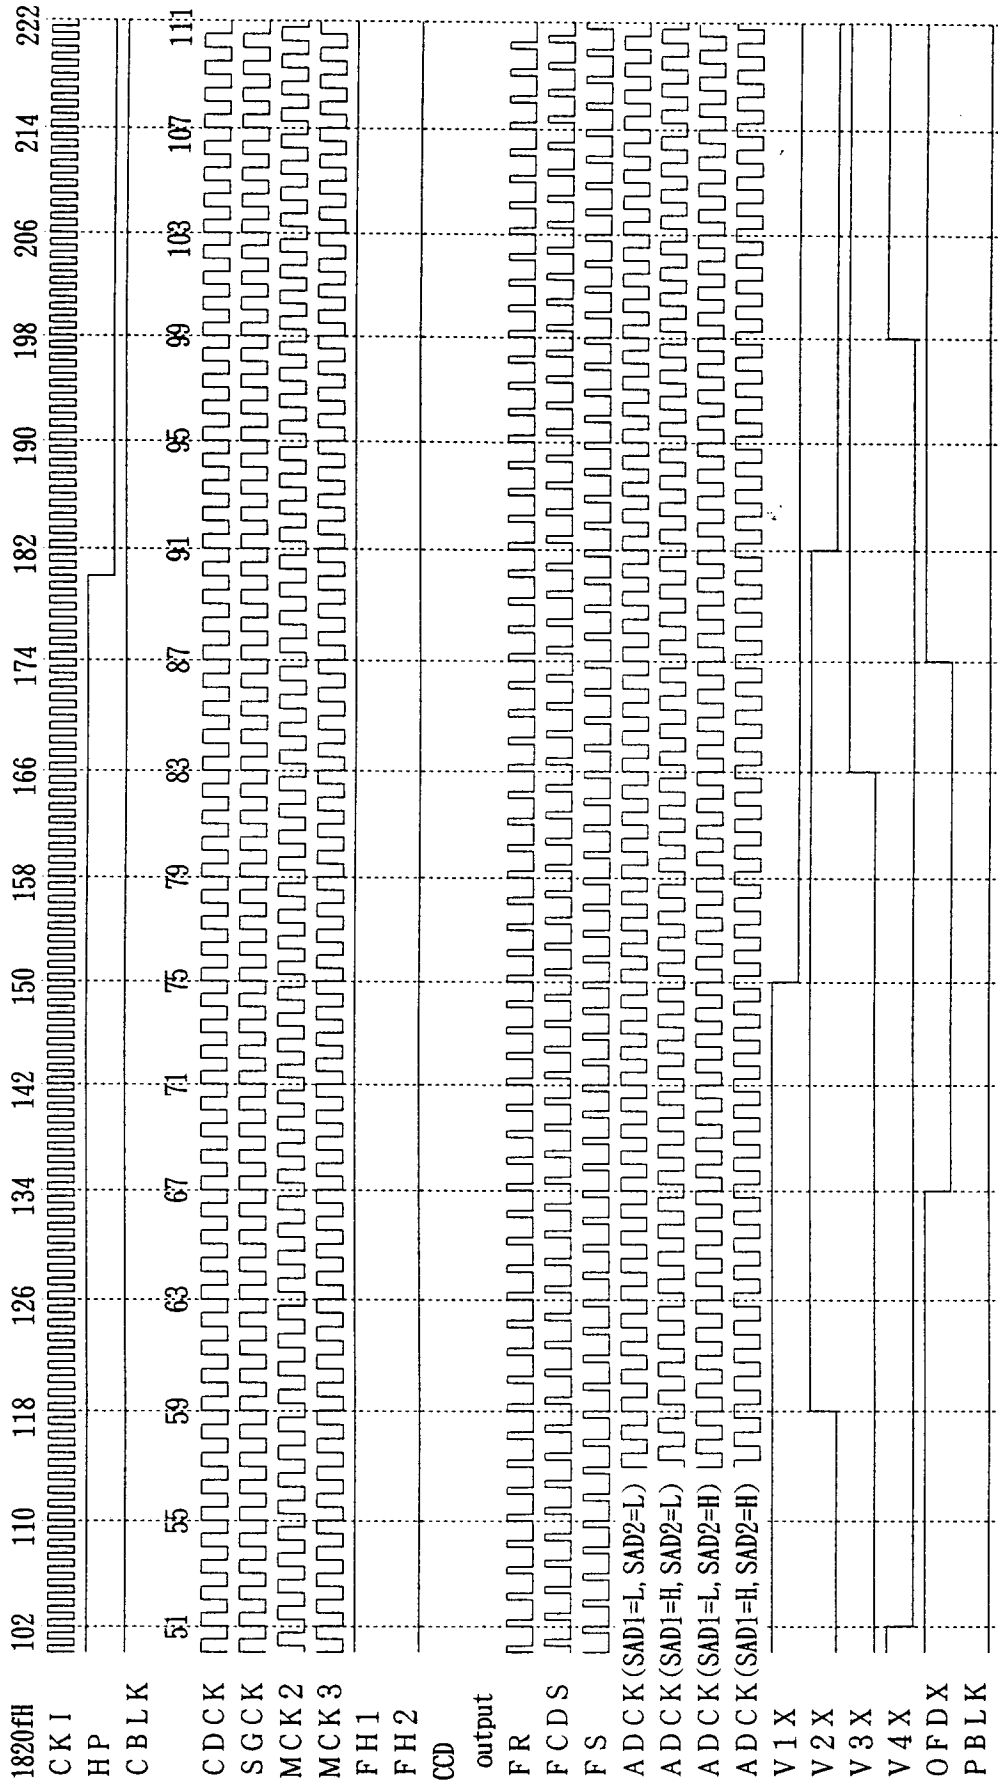 1820fH 102 110 118 126 134 142 150 158 166 174 182 190 198 206 214 222
CKI
HP
CBLK
51 55 59 63 67 71 75 79 83 87 91 95 99 103 107 111
CDCK
SGCK
MCK2
MCK3
FH1
FH2
CCD
output
FR
FCDS
FS
ADCK(SAD1=L, SAD2=L)
ADCK(SAD1=H, SAD2=L)
ADCK(SAD1=L, SAD2=H)
ADCK(SAD1=H, SAD2=H)
V1X
V2X
V3X
V4X
OFDX
PBLK